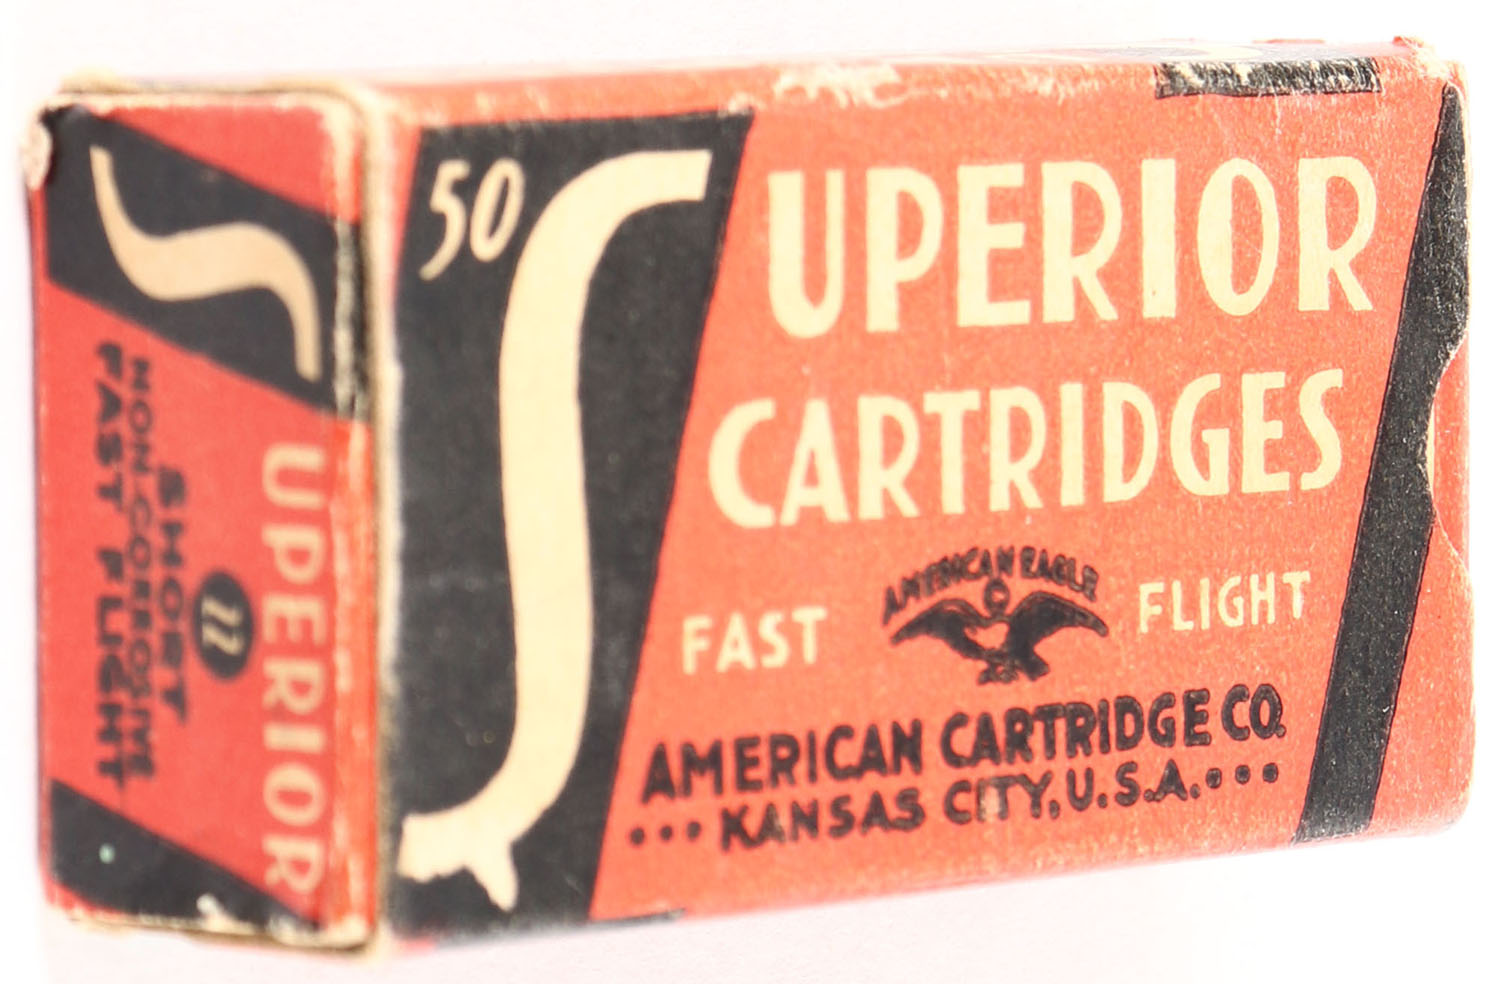 50
SUPERIOR
CARTRIDGES
AMERICAN EAGLE
FAST FLIGHT
AMERICAN CARTRIDGE CO.
••• KANSAS CITY, U.S.A. •••
SUPERIOR
22
SHORT
NON-CORROSIVE
FAST FLIGHT